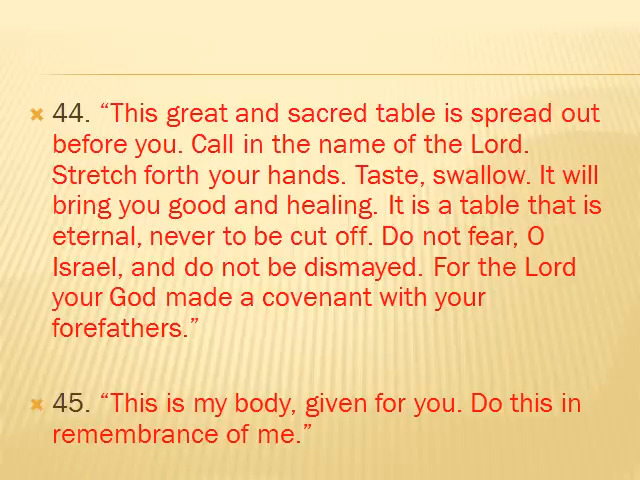 44. “This great and sacred table is spread out
before you. Call in the name of the Lord.
Stretch forth your hands. Taste, swallow. It will
bring you good and healing. It is a table that is
eternal, never to be cut off. Do not fear, O
Israel, and do not be dismayed. For the Lord
your God made a covenant with your
forefathers.”
45. “This is my body, given for you. Do this in
remembrance of me.”